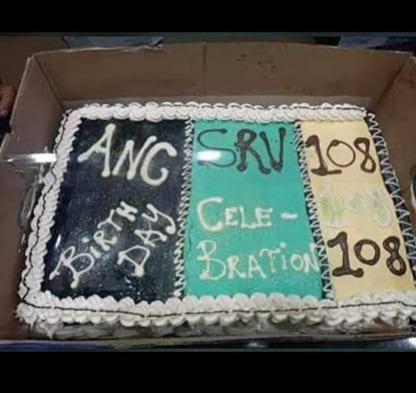 ANC
BIRTH
DAY
SRV
CELE-
BRATION
108
108